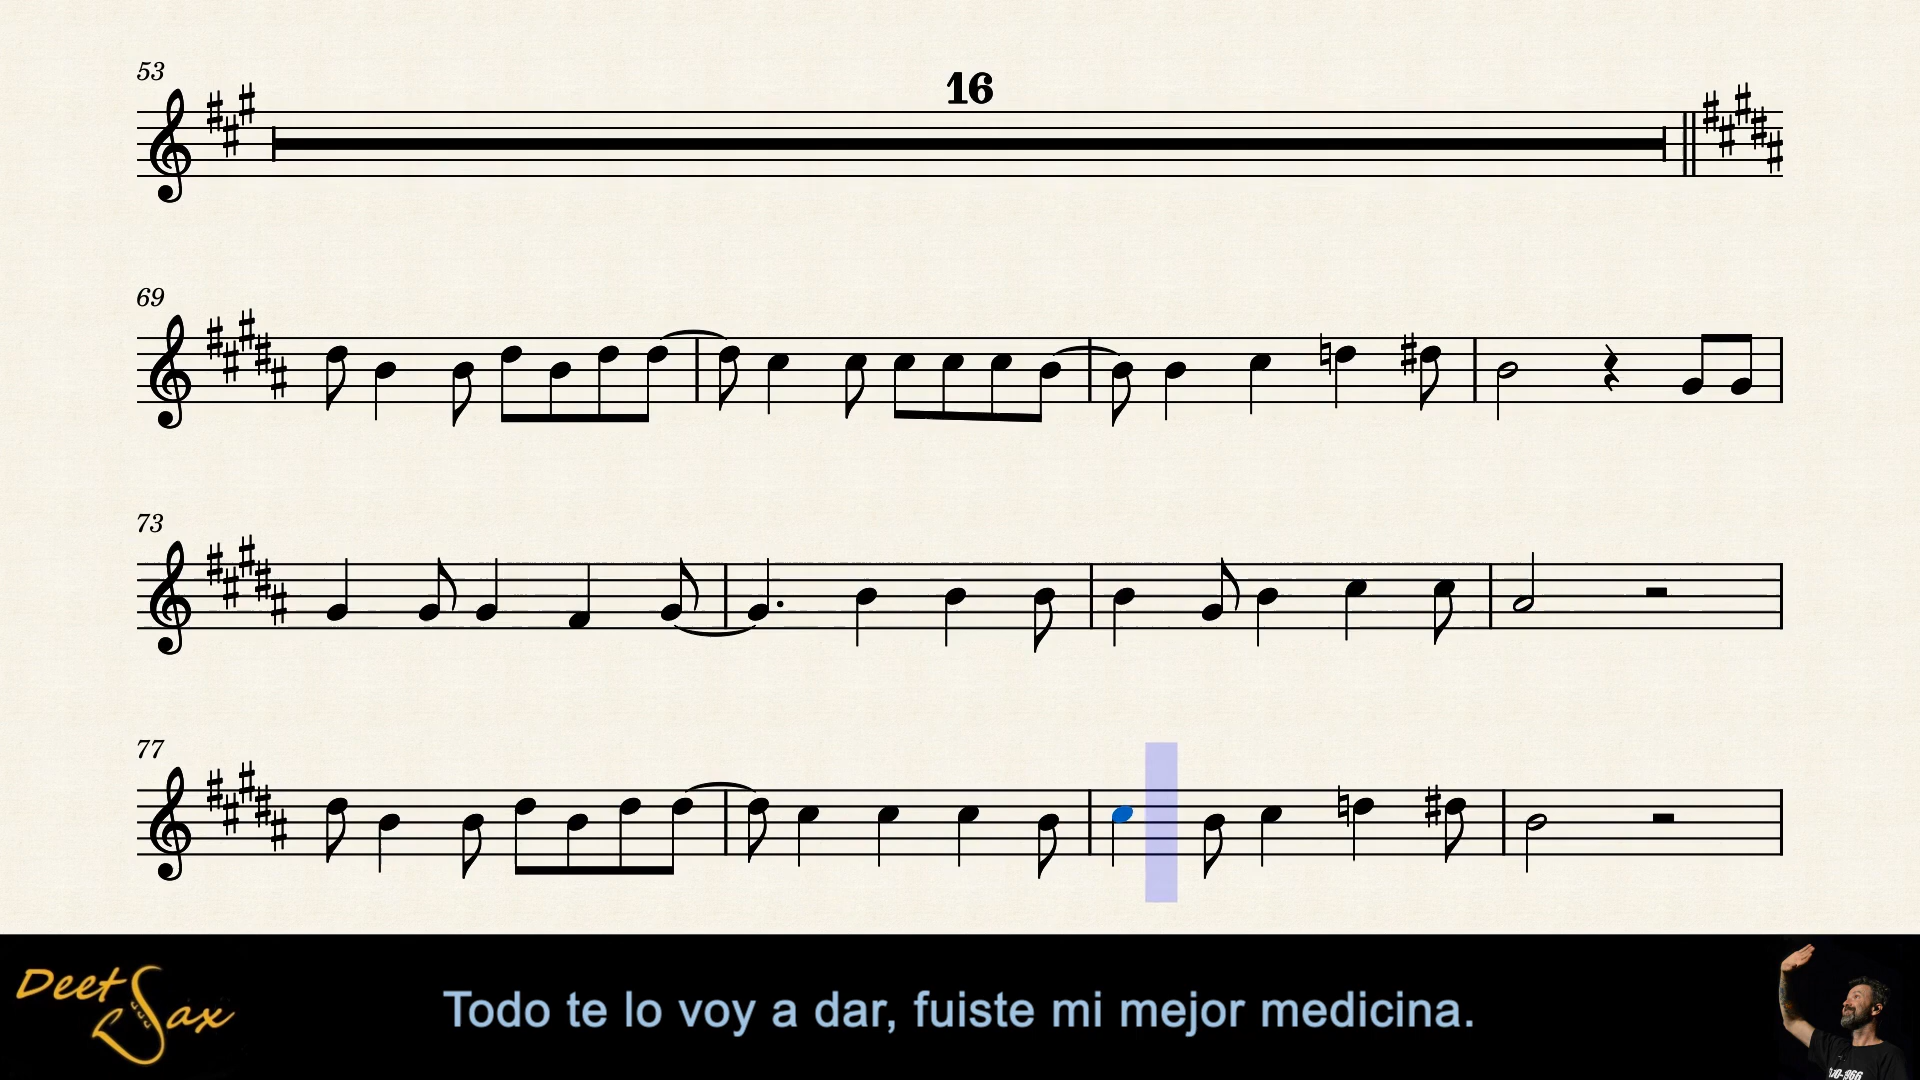 53
16
69
73
77
Deet
Sax
Todo te lo voy a dar, fuiste mi mejor medicina.